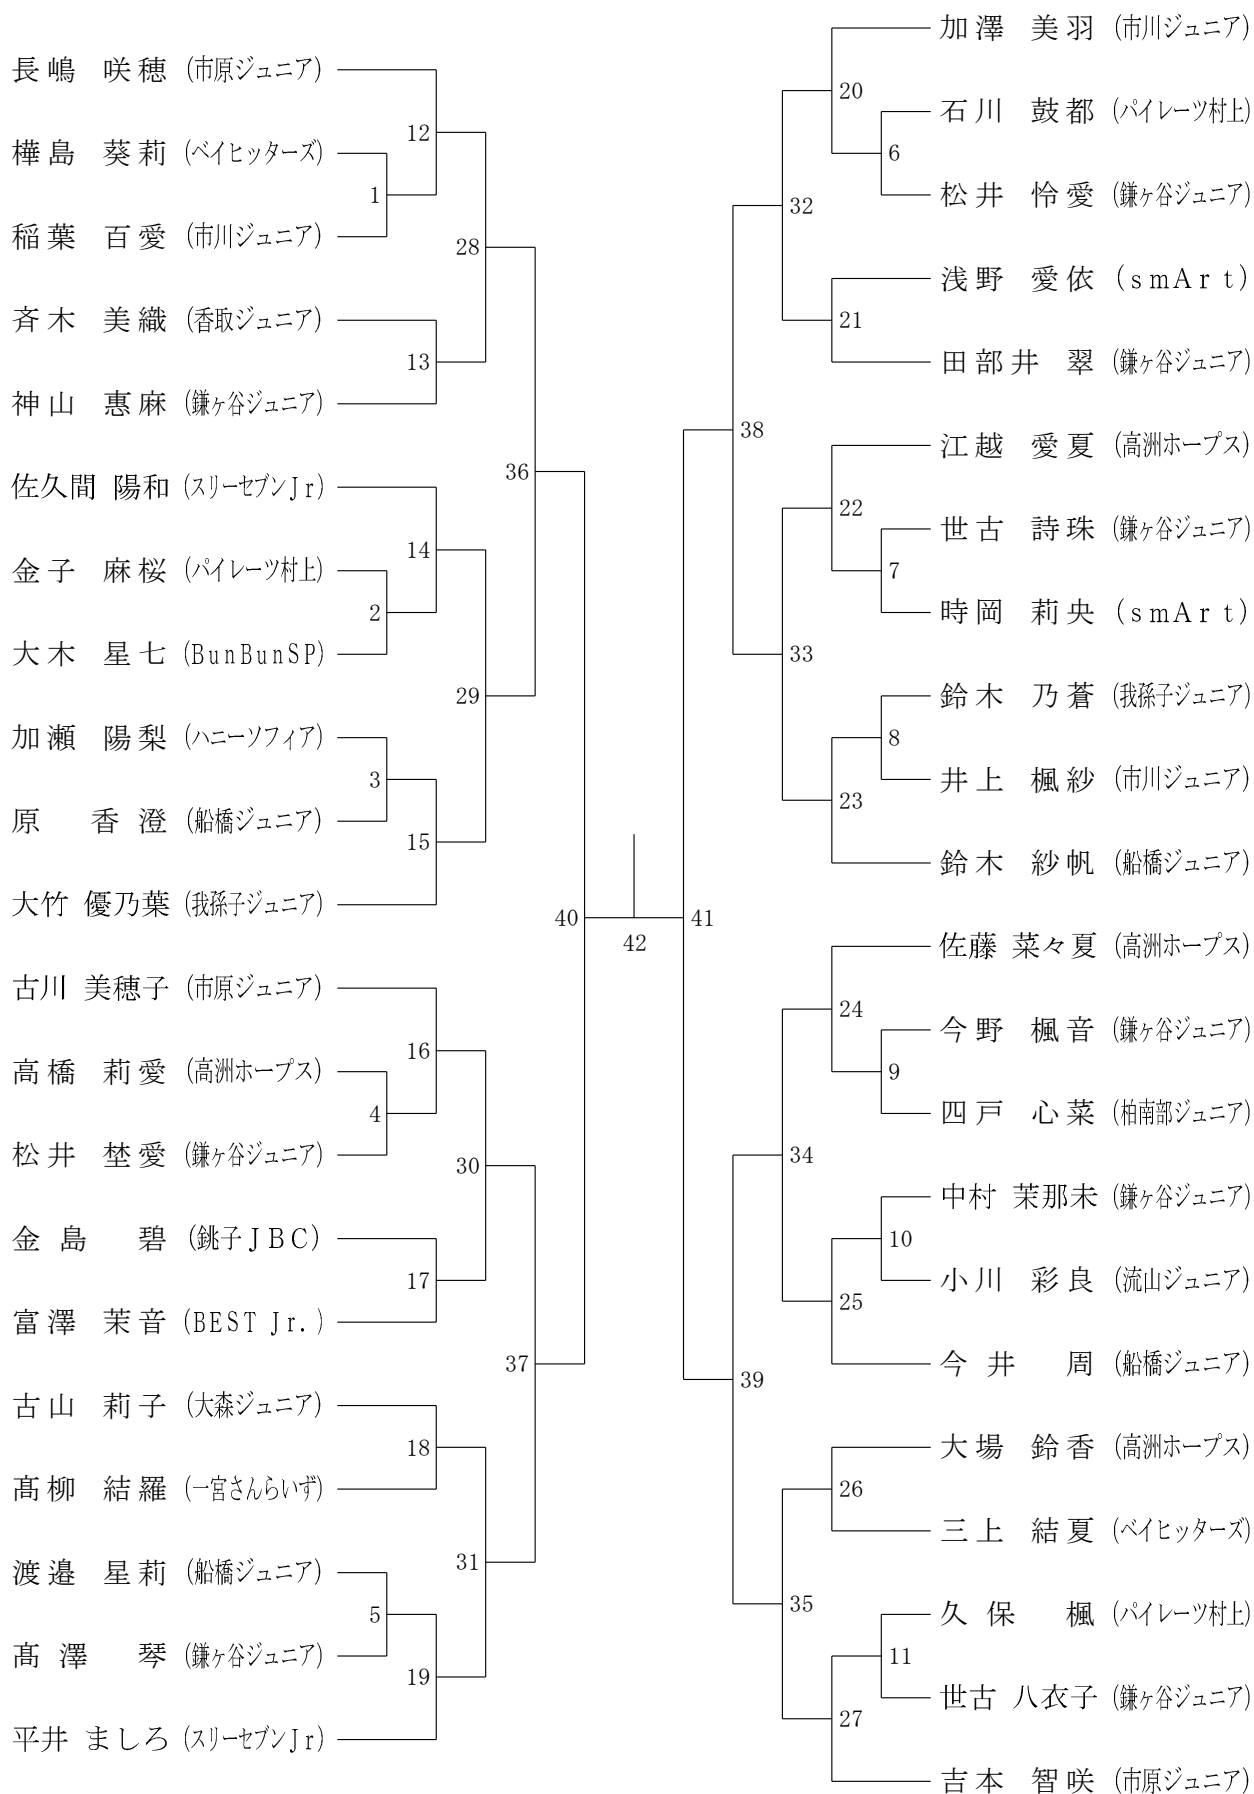 長嶋 咲穂 (市原ジュニア)
樺島 葵莉 (ベイヒッターズ)
稲葉 百愛 (市川ジュニア)
斉木 美織 (香取ジュニア)
神山 惠麻 (鎌ヶ谷ジュニア)
佐久間 陽和 (スリーセブンJr)
金子 麻桜 (パイレーツ村上)
大木 星七 (BunBunSP)
加瀬 陽梨 (ハニーソフィア)
原 香澄 (船橋ジュニア)
大竹 優乃葉 (我孫子ジュニア)
古川 美穂子 (市原ジュニア)
高橋 莉愛 (高洲ホープス)
松井 埜愛 (鎌ヶ谷ジュニア)
金島 碧 (銚子JBC)
富澤 茉音 (BEST Jr.)
古山 莉子 (大森ジュニア)
髙柳 結羅 (一宮さんらいず)
渡邉 星莉 (船橋ジュニア)
髙澤 琴 (鎌ヶ谷ジュニア)
平井 ましろ (スリーセブンJr)
1
2
3
4
5
12
13
14
15
16
17
18
19
28
29
30
31
36
37
40
42
41
38
39
32
33
34
35
20
21
22
23
24
25
26
27
6
7
8
9
10
11
加澤 美羽 (市川ジュニア)
石川 鼓都 (パイレーツ村上)
松井 怜愛 (鎌ヶ谷ジュニア)
浅野 愛依 (smArt)
田部井 翠 (鎌ヶ谷ジュニア)
江越 愛夏 (高洲ホープス)
世古 詩珠 (鎌ヶ谷ジュニア)
時岡 莉央 (smArt)
鈴木 乃蒼 (我孫子ジュニア)
井上 楓紗 (市川ジュニア)
鈴木 紗帆 (船橋ジュニア)
佐藤 菜々夏 (高洲ホープス)
今野 楓音 (鎌ヶ谷ジュニア)
四戸 心菜 (柏南部ジュニア)
中村 茉那未 (鎌ヶ谷ジュニア)
小川 彩良 (流山ジュニア)
今井 周 (船橋ジュニア)
大場 鈴香 (高洲ホープス)
三上 結夏 (ベイヒッターズ)
久保 楓 (パイレーツ村上)
世古 八衣子 (鎌ヶ谷ジュニア)
吉本 智咲 (市原ジュニア)